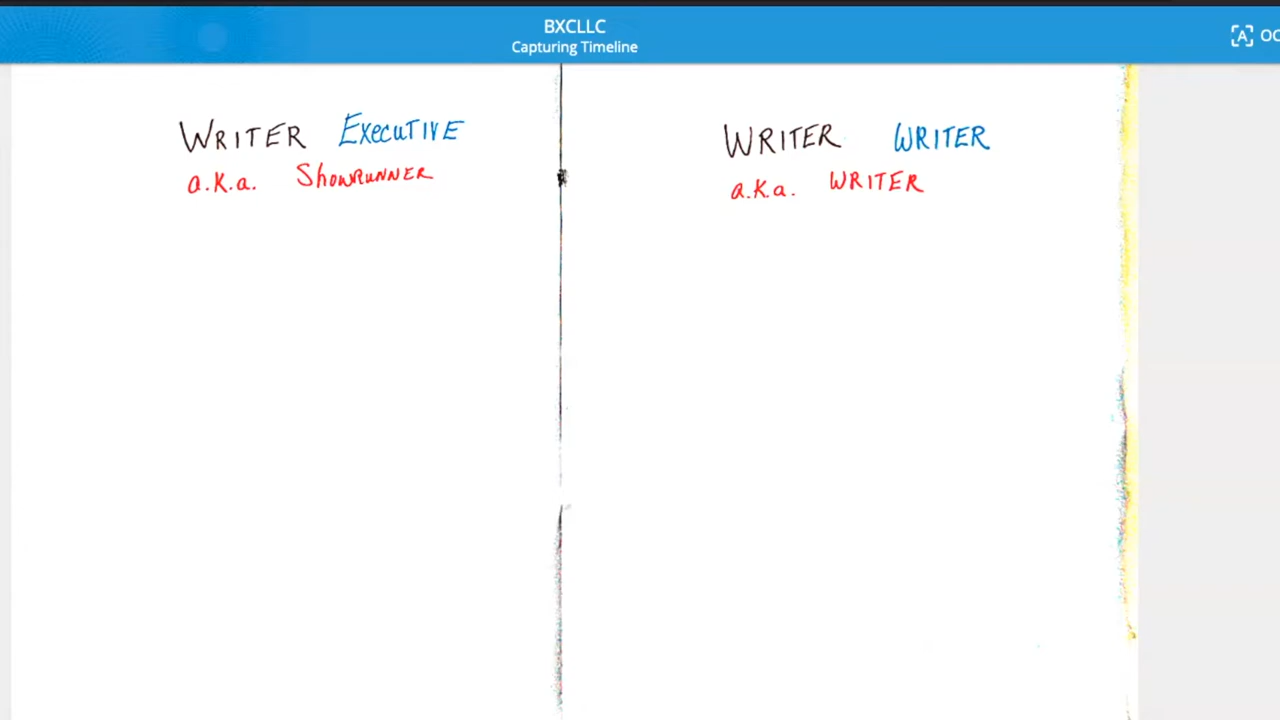 BXCLLC
Capturing Timeline
WRITER EXECUTIVE
a.k.a. SHOWRUNNER
WRITER WRITER
a.k.a. WRITER